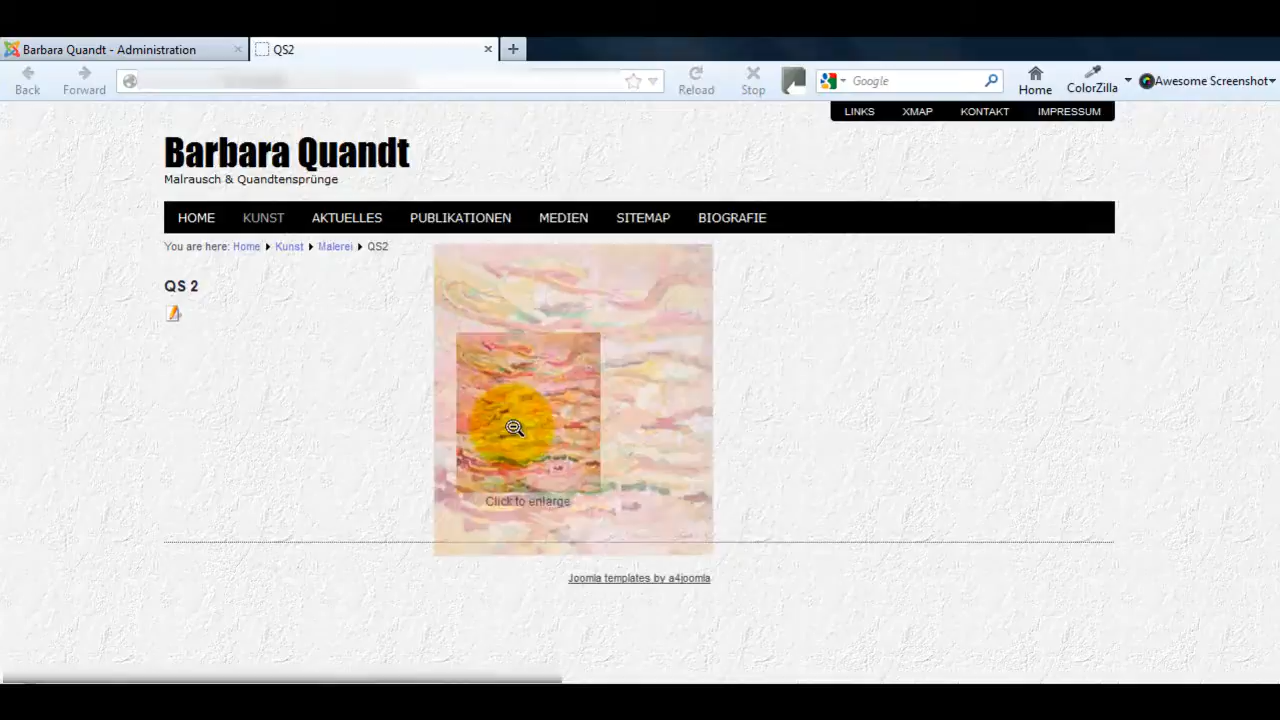 Barbara Quandt - Administration
QS2
Back
Forward
Google
Reload
Stop
Home
ColorZilla
Awesome Screenshot
LINKS
XMAP
KONTAKT
IMPRESSUM
Barbara Quandt
Malrausch & Quandtensprünge
HOME
KUNST
AKTUELLES
PUBLIKATIONEN
MEDIEN
SITEMAP
BIOGRAFIE
You are here: Home Kunst Malerei QS2
QS 2
Click to enlarge
Joomla templates by a4joomla